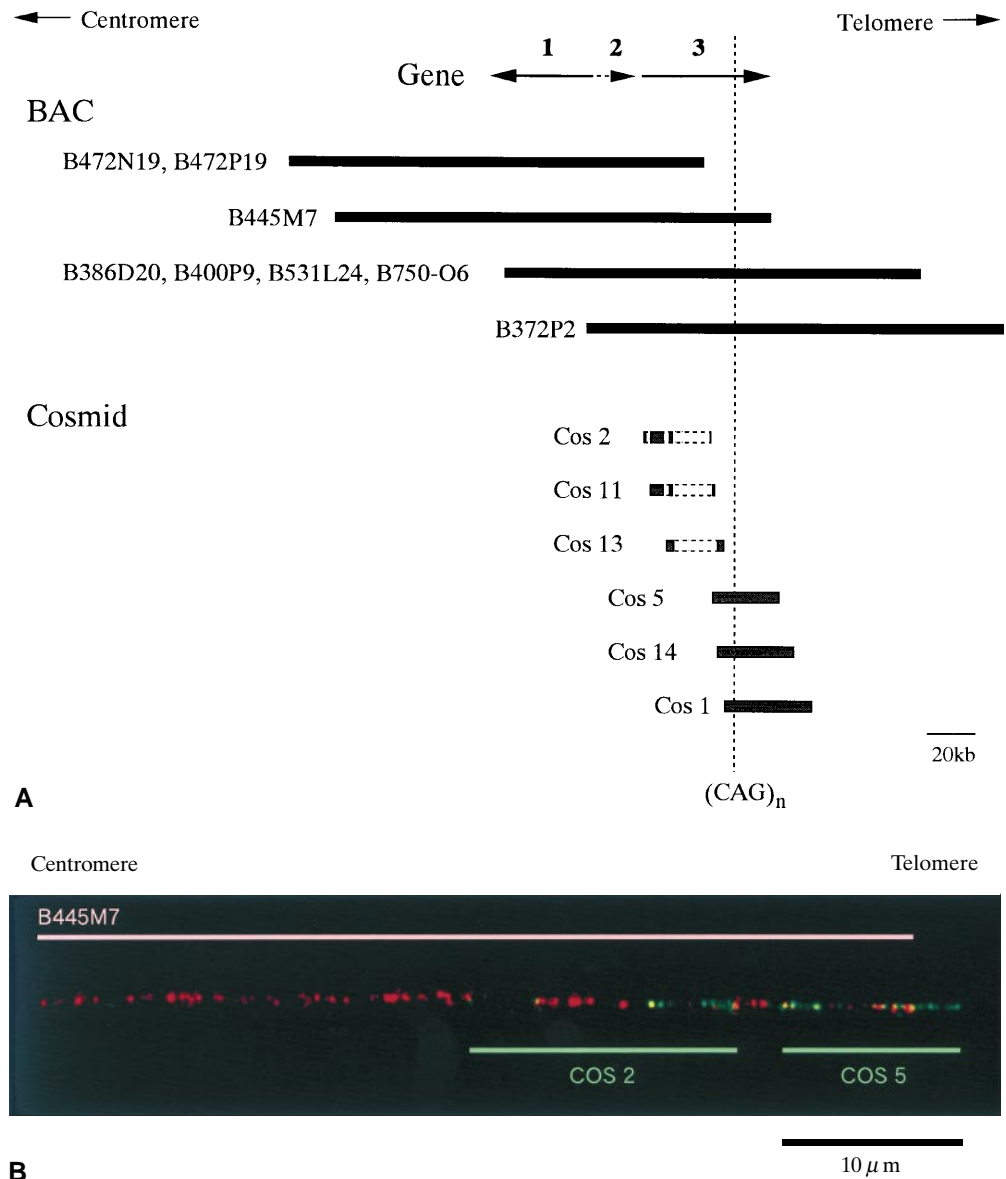 Centromere
Telomere
1 2 3
Gene
BAC
B472N19, B472P19
B445M7
B386D20, B400P9, B531L24, B750-O6
B372P2
Cosmid
Cos 2
Cos 11
Cos 13
Cos 5
Cos 14
Cos 1
20kb
(CAG)n
A
Centromere
Telomere
B445M7
COS 2
COS 5
10 μm
B